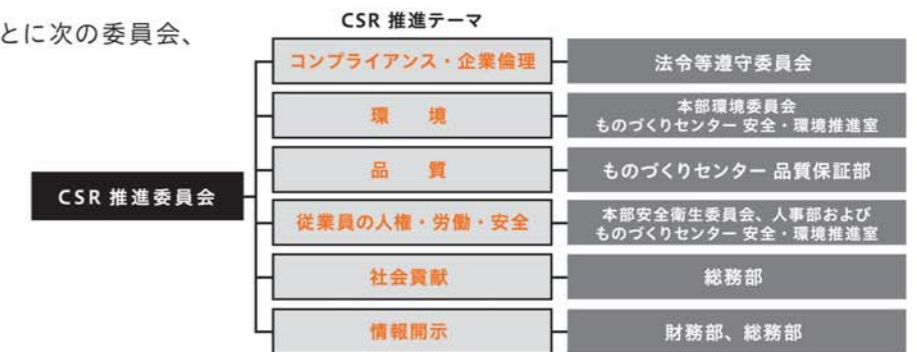 とに次の委員会、
CSR 推進テーマ
CSR 推進委員会
コンプライアンス・企業倫理
法令等遵守委員会
環　境
本部環境委員会
ものづくりセンター 安全・環境推進室
品　質
ものづくりセンター 品質保証部
従業員の人権・労働・安全
本部安全衛生委員会、人事部および
ものづくりセンター 安全・環境推進室
社会貢献
総務部
情報開示
財務部、総務部